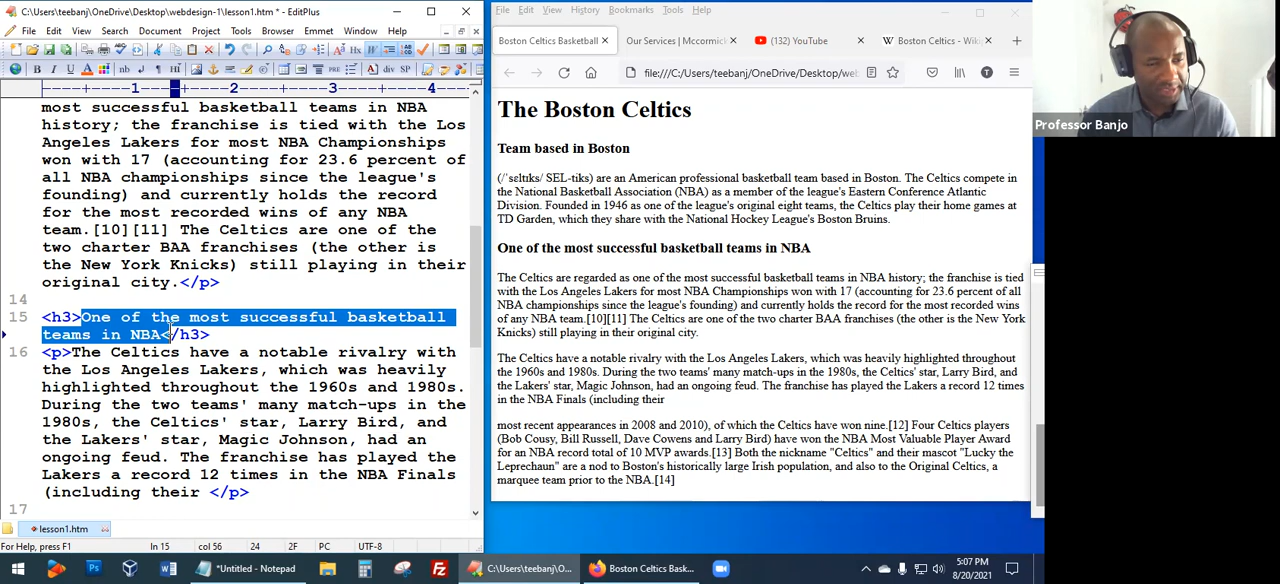 C:\Users\teebanj\OneDrive\Desktop\webdesign-1\lesson1.htm * - EditPlus
File Edit View Search Document Project Tools Browser Emmet Window Help
most successful basketball teams in NBA
history; the franchise is tied with the Los
Angeles Lakers for most NBA Championships
won with 17 (accounting for 23.6 percent of
all NBA championships since the league's
founding) and currently holds the record
for the most recorded wins of any NBA
team.[10][11] The Celtics are one of the
two charter BAA franchises (the other is
the New York Knicks) still playing in their
original city.</p>
14
15 <h3>One of the most successful basketball
teams in NBA</h3>
16 <p>The Celtics have a notable rivalry with
the Los Angeles Lakers, which was heavily
highlighted throughout the 1960s and 1980s.
During the two teams' many match-ups in the
1980s, the Celtics' star, Larry Bird, and
the Lakers' star, Magic Johnson, had an
ongoing feud. The franchise has played the
Lakers a record 12 times in the NBA Finals
(including their </p>
17
lesson1.htm
For Help, press F1 ln 15 col 56 24 2F PC UTF-8
File Edit View History Bookmarks Tools Help
Boston Celtics Basketball Our Services | Mccormick (132) YouTube Boston Celtics - Wik
file:///C:/Users/teebanj/OneDrive/Desktop/web
The Boston Celtics
Team based in Boston
(/ˈsɛltɪks/ SEL-tiks) are an American professional basketball team based in Boston. The Celtics compete in
the National Basketball Association (NBA) as a member of the league's Eastern Conference Atlantic
Division. Founded in 1946 as one of the league's original eight teams, the Celtics play their home games at
TD Garden, which they share with the National Hockey League's Boston Bruins.
One of the most successful basketball teams in NBA
The Celtics are regarded as one of the most successful basketball teams in NBA history; the franchise is tied
with the Los Angeles Lakers for most NBA Championships won with 17 (accounting for 23.6 percent of all
NBA championships since the league's founding) and currently holds the record for the most recorded wins
of any NBA team.[10][11] The Celtics are one of the two charter BAA franchises (the other is the New York
Knicks) still playing in their original city.
The Celtics have a notable rivalry with the Los Angeles Lakers, which was heavily highlighted throughout
the 1960s and 1980s. During the two teams' many match-ups in the 1980s, the Celtics' star, Larry Bird, and
the Lakers' star, Magic Johnson, had an ongoing feud. The franchise has played the Lakers a record 12 times
in the NBA Finals (including their
most recent appearances in 2008 and 2010), of which the Celtics have won nine.[12] Four Celtics players
(Bob Cousy, Bill Russell, Dave Cowens and Larry Bird) have won the NBA Most Valuable Player Award
for an NBA record total of 10 MVP awards.[13] Both the nickname "Celtics" and their mascot "Lucky the
Leprechaun" are a nod to Boston's historically large Irish population, and also to the Original Celtics, a
marquee team prior to the NBA.[14]
Professor Banjo
*Untitled - Notepad C:\Users\teebanj\O... Boston Celtics Bask...
5:07 PM
8/20/2021